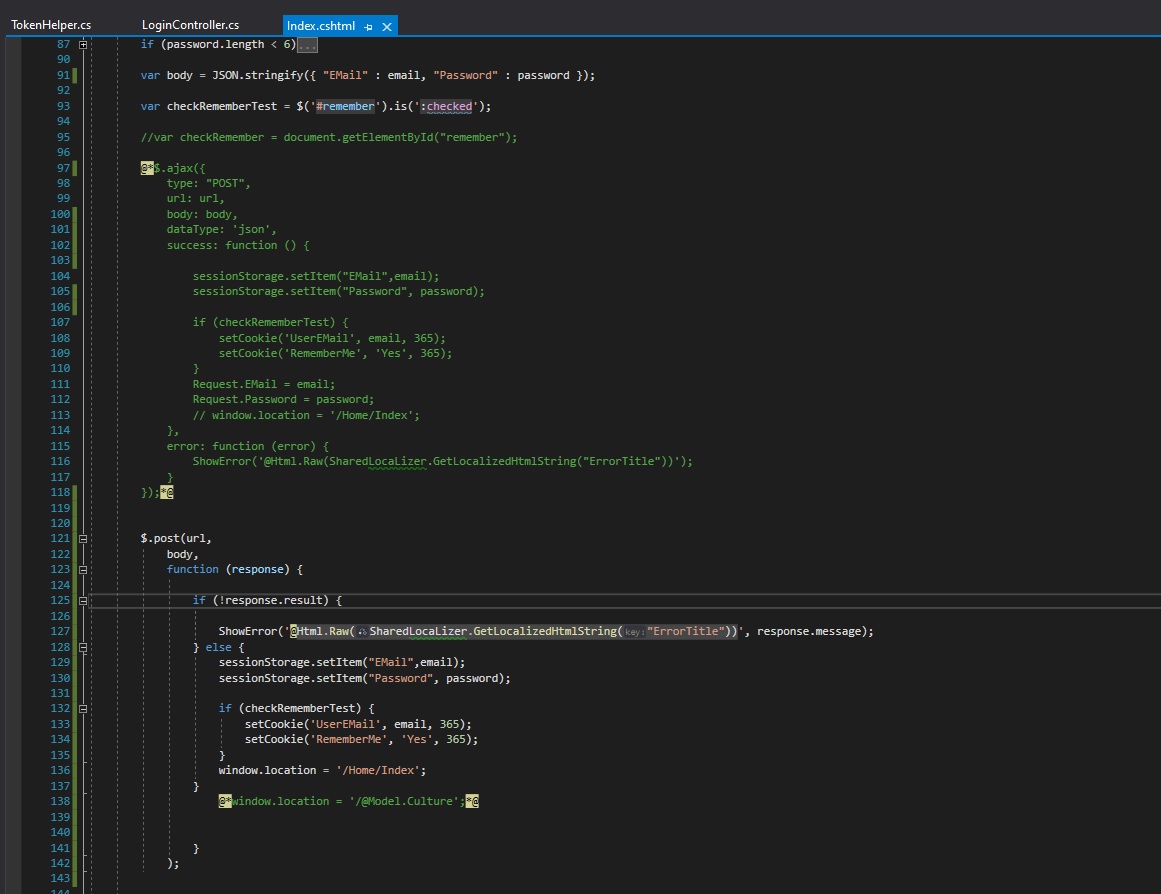 TokenHelper.cs LoginController.cs Index.cshtml
87 if (password.length < 6)...
90
91 var body = JSON.stringify({ "EMail" : email, "Password" : password });
92
93 var checkRememberTest = $('#remember').is(':checked');
94
95 //var checkRemember = document.getElementById("remember");
96
97 @*$.ajax({
98 type: "POST",
99 url: url,
100 body: body,
101 dataType: 'json',
102 success: function () {
103
104 sessionStorage.setItem("EMail",email);
105 sessionStorage.setItem("Password", password);
106
107 if (checkRememberTest) {
108 setCookie('UserEMail', email, 365);
109 setCookie('RememberMe', 'Yes', 365);
110 }
111 Request.EMail = email;
112 Request.Password = password;
113 // window.location = '/Home/Index';
114 },
115 error: function (error) {
116 ShowError('@Html.Raw(SharedLocaLizer.GetLocalizedHtmlString("ErrorTitle"))');
117 }
118 });*@
119
120
121 $.post(url,
122 body,
123 function (response) {
124
125 if (!response.result) {
126
127 ShowError('@Html.Raw(SharedLocaLizer.GetLocalizedHtmlString(key:"ErrorTitle"))', response.message);
128 } else {
129 sessionStorage.setItem("EMail",email);
130 sessionStorage.setItem("Password", password);
131
132 if (checkRememberTest) {
133 setCookie('UserEMail', email, 365);
134 setCookie('RememberMe', 'Yes', 365);
135 }
136 window.location = '/Home/Index';
137 }
138 @*window.location = '/@Model.Culture';*@
139
140
141 }
142 );
143
144